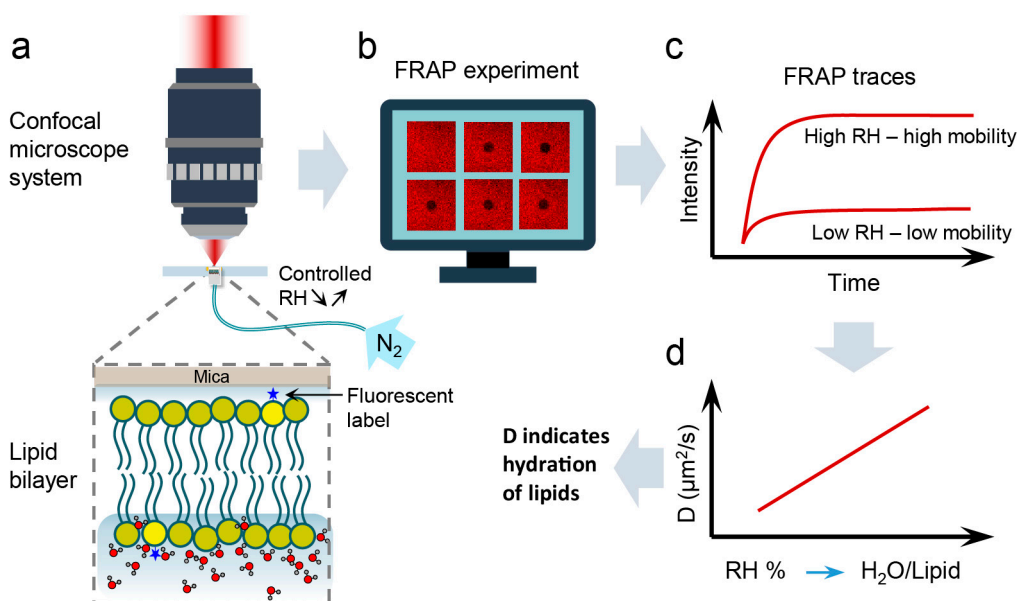 a
Confocal
microscope
system
Controlled
RH ↘ ↗
N₂
Mica
Fluorescent
label
Lipid
bilayer
b
FRAP experiment
c
FRAP traces
Intensity
High RH – high mobility
Low RH – low mobility
Time
d
D (µm²/s)
RH % → H₂O/Lipid
D indicates
hydration
of lipids